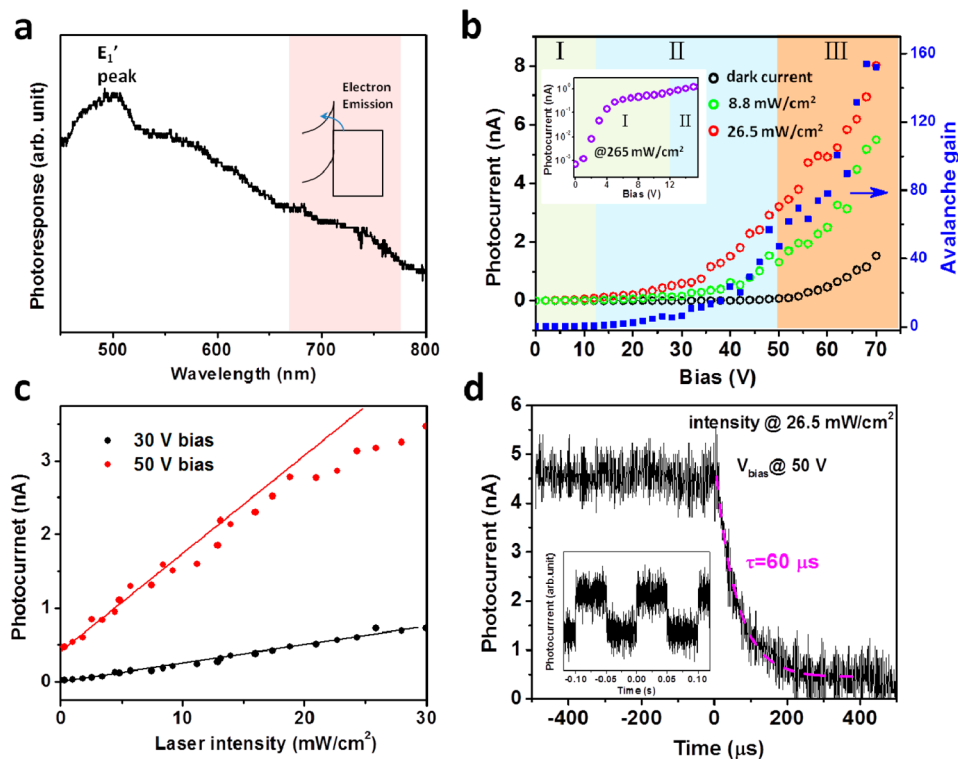 a
E₁’
peak
Electron
Emission
Photoresponse (arb. unit)
500 600 700 800
Wavelength (nm)
b
I II III
dark current
8.8 mW/cm²
26.5 mW/cm²
Photocurrent (nA)
10⁰
10⁻¹
10⁻²
10⁻³
I II
@265 mW/cm²
0 5 10
Bias (V)
Photocurrent (nA)
8
6
4
2
0
160
120
80
40
0
Avalanche gain
0 10 20 30 40 50 60 70
Bias (V)
c
30 V bias
50 V bias
Photocurrnet (nA)
3
2
1
0
0 10 20 30
Laser intensity (mW/cm²)
d
intensity @ 26.5 mW/cm²
Vbias@ 50 V
τ=60 μs
Photocurrent (nA)
6
5
4
3
2
1
0
Photocurrrent (arb.unit)
-0.10 -0.05 0.00 0.05 0.10
Time (s)
-400 -200 0 200 400
Time (μs)